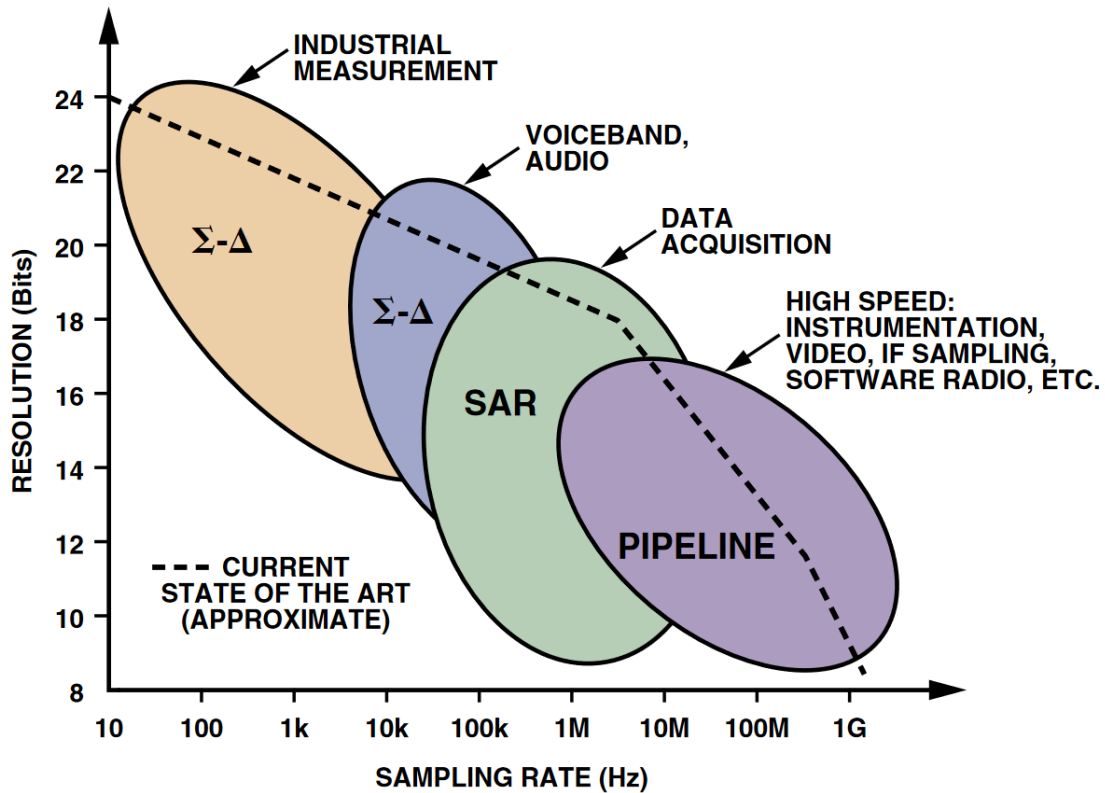 INDUSTRIAL
MEASUREMENT
VOICEBAND,
AUDIO
DATA
ACQUISITION
HIGH SPEED:
INSTRUMENTATION,
VIDEO, IF SAMPLING,
SOFTWARE RADIO, ETC.
RESOLUTION (Bits)
24
22
20
18
16
14
12
10
8
Σ-Δ
Σ-Δ
SAR
PIPELINE
CURRENT
STATE OF THE ART
(APPROXIMATE)
10
100
1k
10k
100k
1M
10M
100M
1G
SAMPLING RATE (Hz)